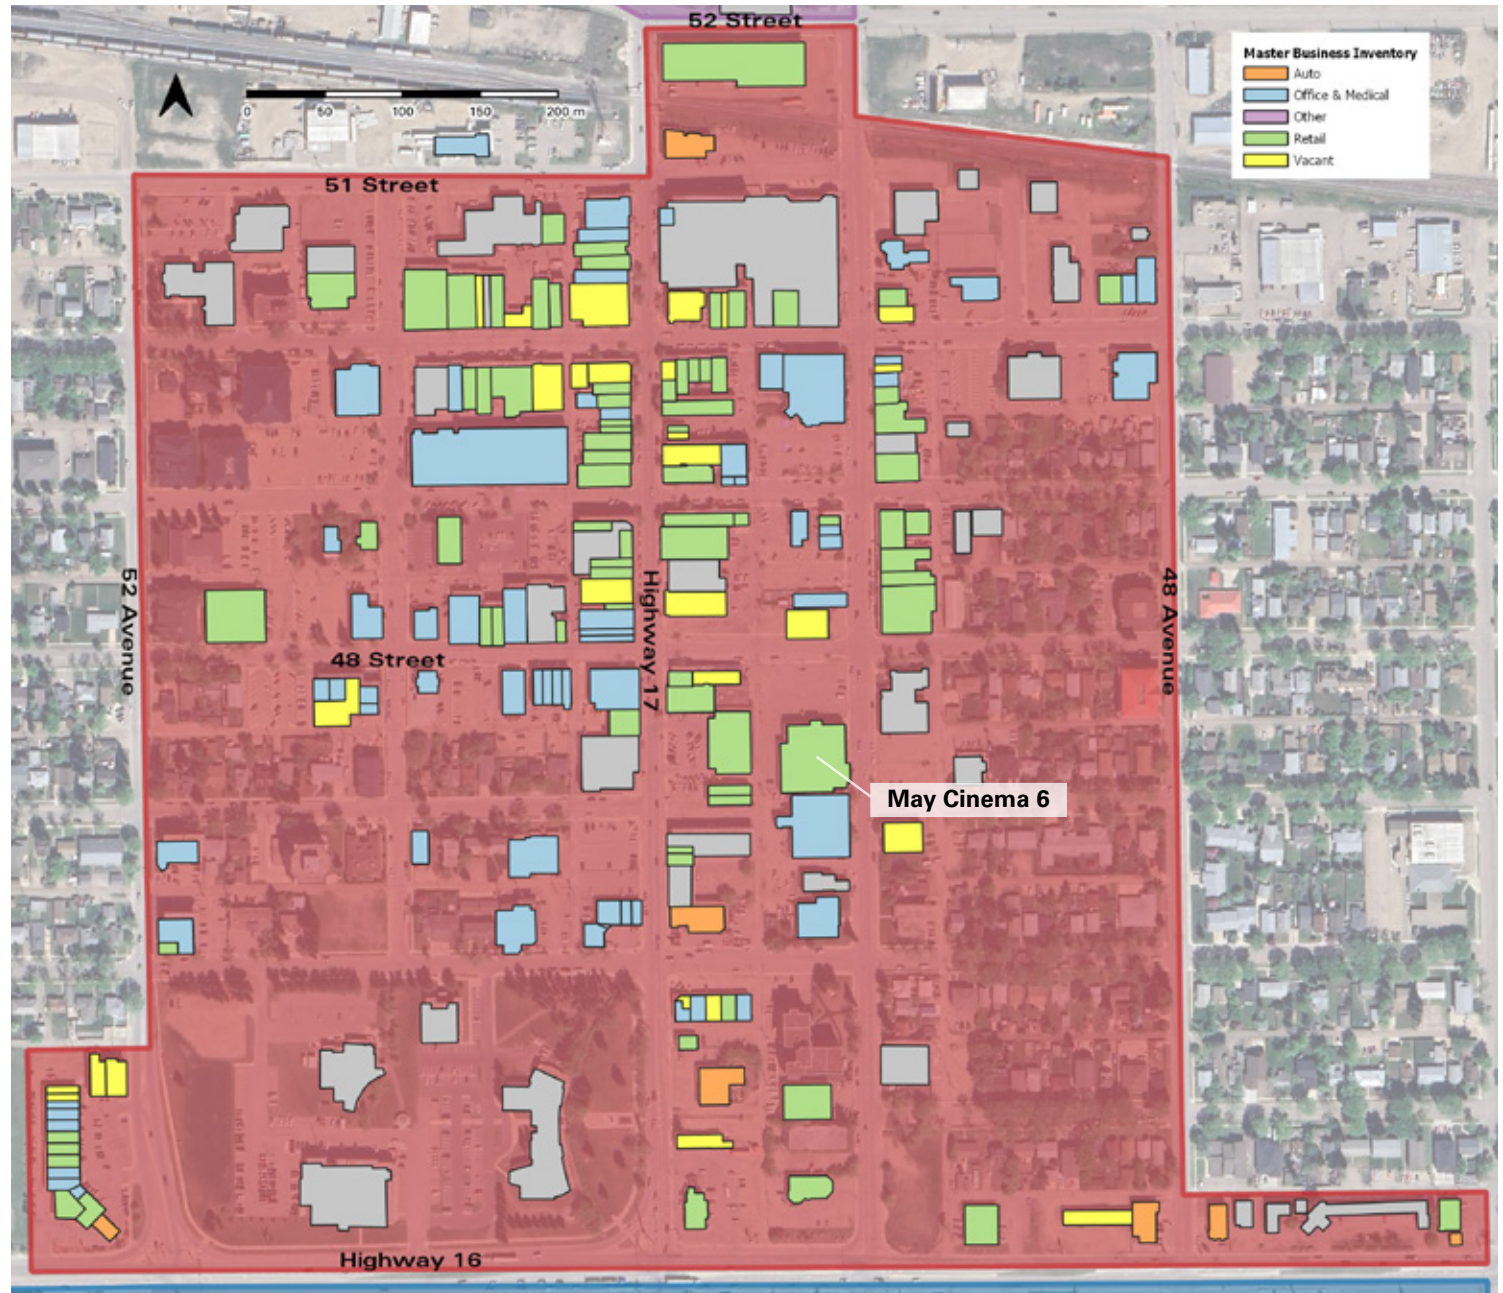 52 Street
Master Business Inventory
Auto
Office & Medical
Other
Retail
Vacant
0 50 100 150 200 m
51 Street
52 Avenue
Highway 17
48 Avenue
48 Street
May Cinema 6
Highway 16